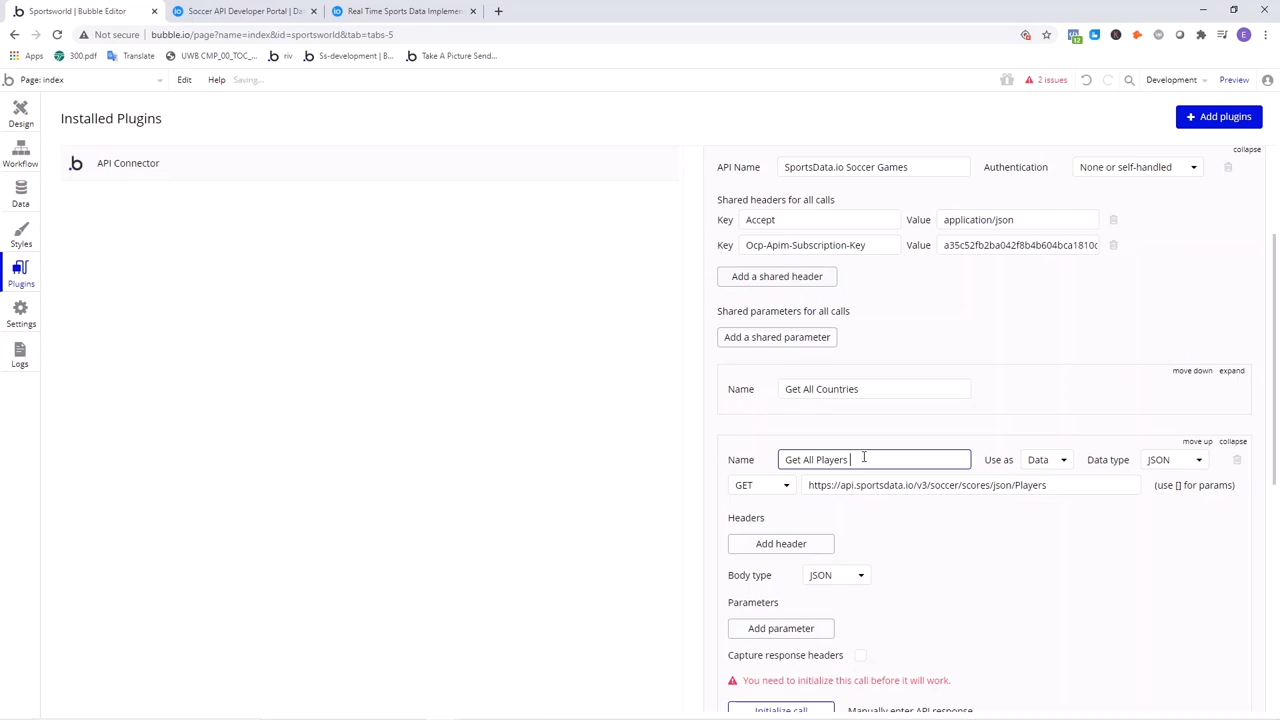 Sportsworld | Bubble Editor
Soccer API Developer Portal | Dat
Real Time Sports Data Implemen
Not secure | bubble.io/page?name=index&id=sportsworld&tab=tabs-5
Apps 300.pdf Translate UWB CMP_00_TOC_... riv Ss-development | B... Take A Picture Send...
Page: index Edit Help Saving... 2 issues Development Preview
Design
Workflow
Data
Styles
Plugins
Settings
Logs
Installed Plugins
Add plugins
API Connector
collapse
API Name SportsData.io Soccer Games Authentication None or self-handled
Shared headers for all calls
Key Accept Value application/json
Key Ocp-Apim-Subscription-Key Value a35c52fb2ba042f8b4b604bca1810c
Add a shared header
Shared parameters for all calls
Add a shared parameter
move down expand
Name Get All Countries
move up collapse
Name Get All Players Use as Data Data type JSON
GET https://api.sportsdata.io/v3/soccer/scores/json/Players (use [] for params)
Headers
Add header
Body type JSON
Parameters
Add parameter
Capture response headers
You need to initialize this call before it will work.
Initialize call Manually enter API response